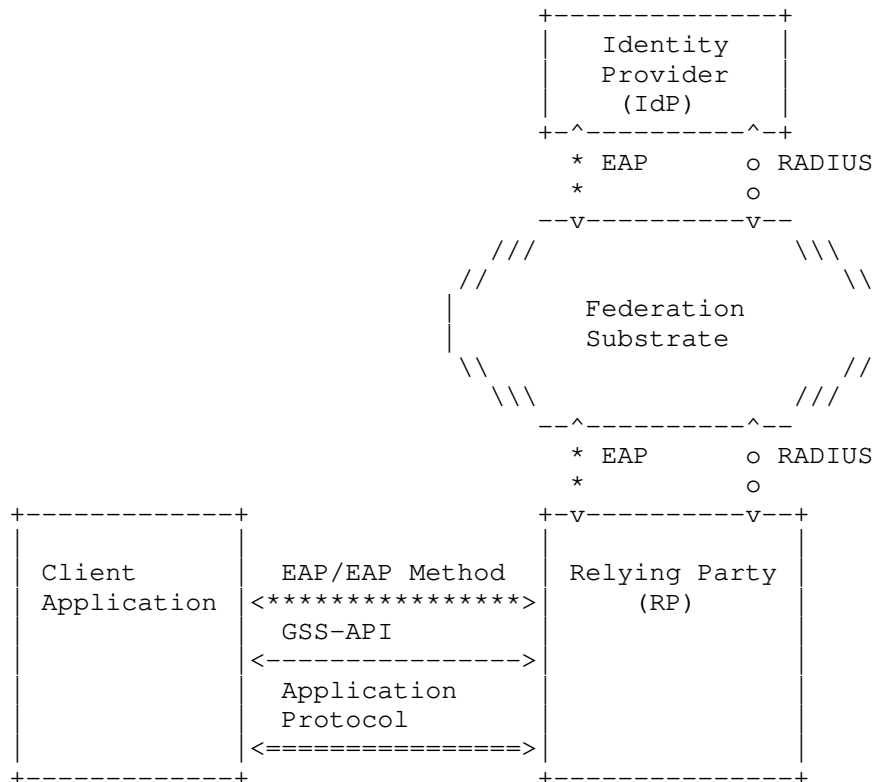 Identity
Provider
(IdP)
* EAP o RADIUS
* o
Federation
Substrate
* EAP o RADIUS
* o
Client EAP/EAP Method Relying Party
Application <****************> (RP)
GSS-API
<---------------->
Application
Protocol
<================>